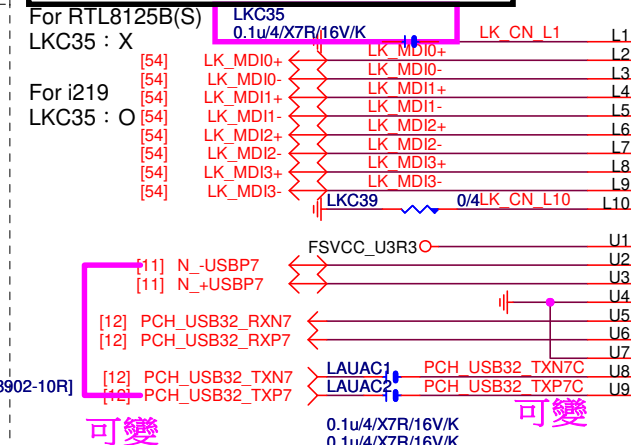 For RTL8125B(S)
LKC35：X
For i219
LKC35：O
LKC35
0.1u/4/X7R/16V/K
LK_CN_L1 L1
[54] LK_MDI0+ LK_MDI0+ L2
[54] LK_MDI0- LK_MDI0- L3
[54] LK_MDI1+ LK_MDI1+ L4
[54] LK_MDI1- LK_MDI1- L5
[54] LK_MDI2+ LK_MDI2+ L6
[54] LK_MDI2- LK_MDI2- L7
[54] LK_MDI3+ LK_MDI3+ L8
[54] LK_MDI3- LK_MDI3- L9
LKC39 0/4 LK_CN_L10 L10
FSVCC_U3R3 U1
[11] N_-USBP7 U2
[11] N_+USBP7 U3
U4
[12] PCH_USB32_RXN7 U5
[12] PCH_USB32_RXP7 U6
U7
[12] PCH_USB32_TXN7 LAUAC1 PCH_USB32_TXN7C U8
[12] PCH_USB32_TXP7 LAUAC2 PCH_USB32_TXP7C U9
3902-10R]
可變
可變
0.1u/4/X7R/16V/K
0.1u/4/X7R/16V/K